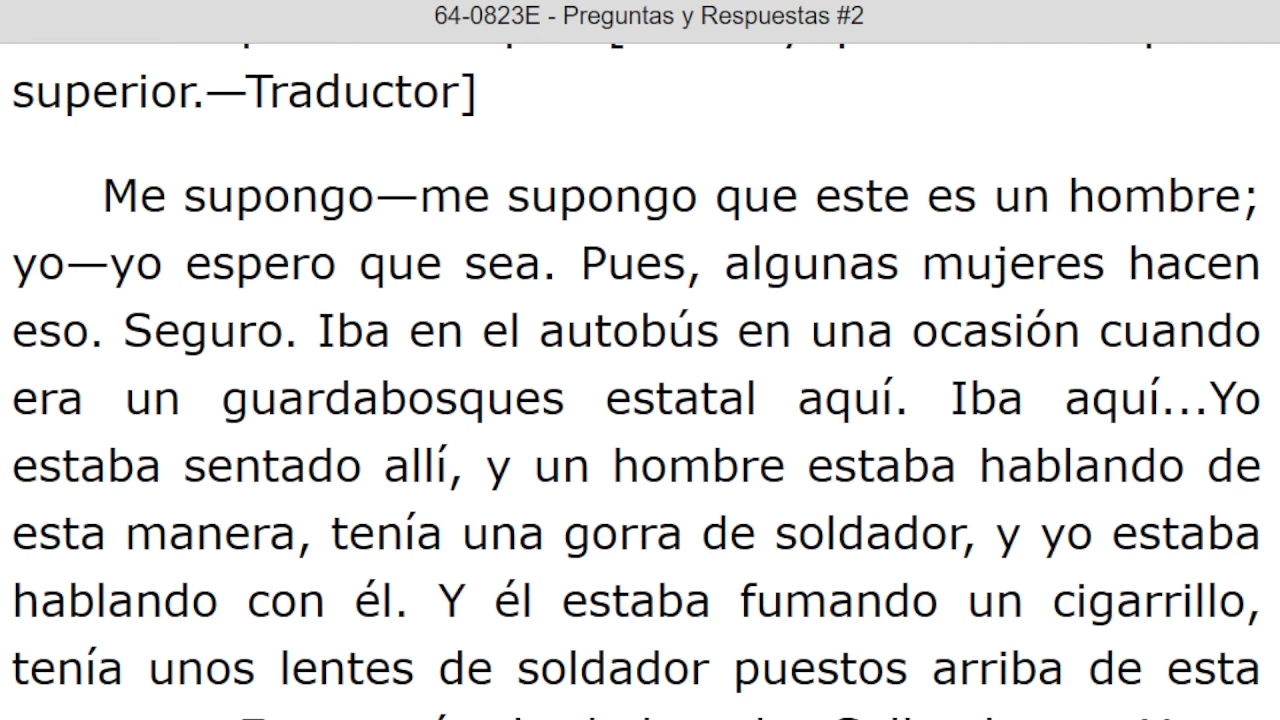 64-0823E - Preguntas y Respuestas #2
superior.—Traductor]
Me supongo—me supongo que este es un hombre;
yo—yo espero que sea. Pues, algunas mujeres hacen
eso. Seguro. Iba en el autobús en una ocasión cuando
era un guardabosques estatal aquí. Iba aquí...Yo
estaba sentado allí, y un hombre estaba hablando de
esta manera, tenía una gorra de soldador, y yo estaba
hablando con él. Y él estaba fumando un cigarrillo,
tenía unos lentes de soldador puestos arriba de esta